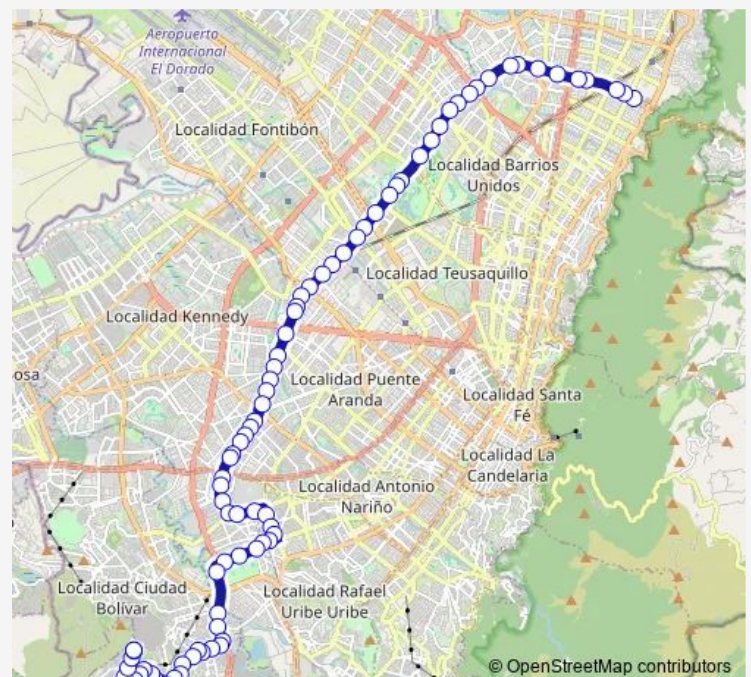 Aeropuerto
Internacional
El Dorado
Localidad Fontibón
Localidad Barrios
Unidos
Localidad Teusaquillo
Localidad Kennedy
osa
Localidad Puente
Aranda
Localidad Santa
Fé
Localidad La
Candelaria
Localidad Antonio
Nariño
Localidad Ciudad
Bolívar
Localidad Rafael
Uribe Uribe
© OpenStreetMap contributors